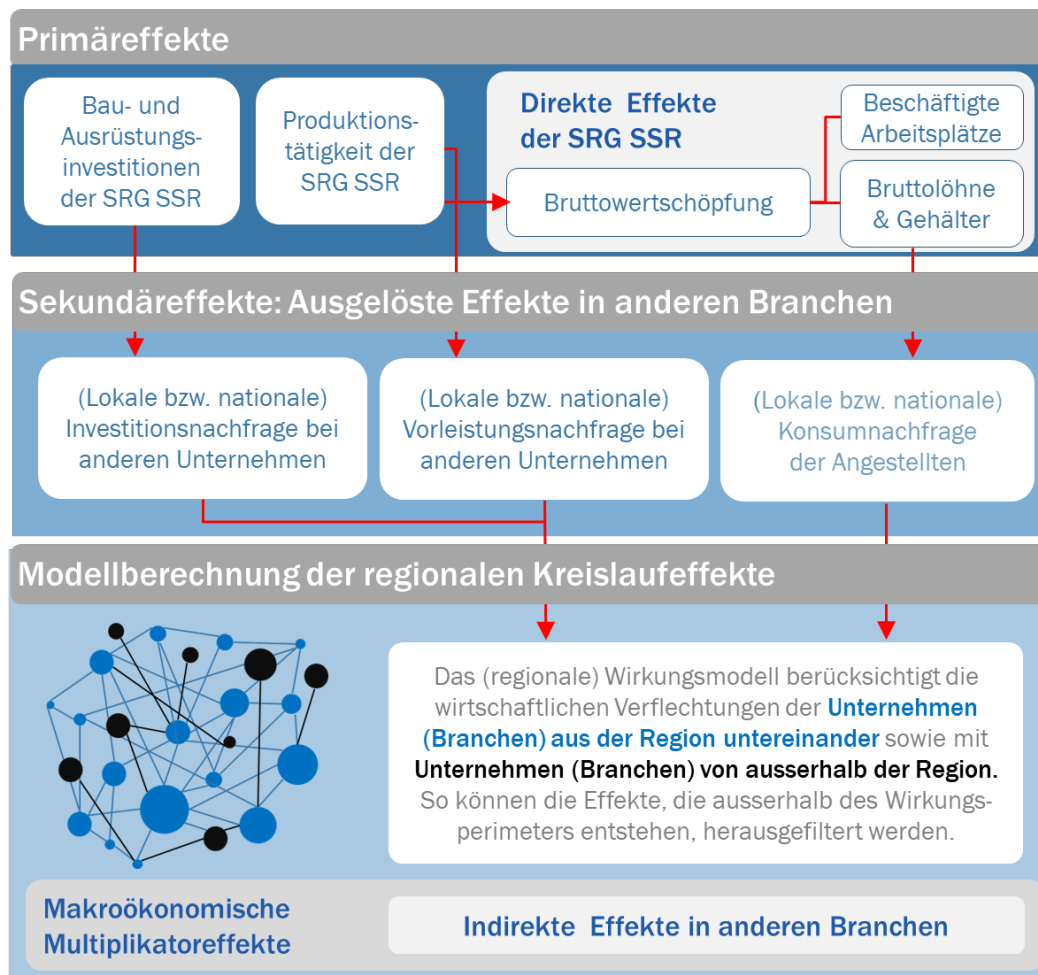 Primäreffekte
Bau- und
Ausrüstungs-
investitionen
der SRG SSR
Produktions-
tätigkeit der
SRG SSR
Direkte Effekte
der SRG SSR
Bruttowertschöpfung
Beschäftigte
Arbeitsplätze
Bruttolöhne
& Gehälter
Sekundäreffekte: Ausgelöste Effekte in anderen Branchen
(Lokale bzw. nationale)
Investitionsnachfrage bei
anderen Unternehmen
(Lokale bzw. nationale)
Vorleistungsnachfrage bei
anderen Unternehmen
(Lokale bzw. nationale)
Konsumnachfrage
der Angestellten
Modellberechnung der regionalen Kreislaufeffekte
Das (regionale) Wirkungsmodell berücksichtigt die
wirtschaftlichen Verflechtungen der Unternehmen
(Branchen) aus der Region untereinander sowie mit
Unternehmen (Branchen) von ausserhalb der Region.
So können die Effekte, die ausserhalb des Wirkungs-
perimeters entstehen, herausgefiltert werden.
Makroökonomische
Multiplikatoreffekte
Indirekte Effekte in anderen Branchen